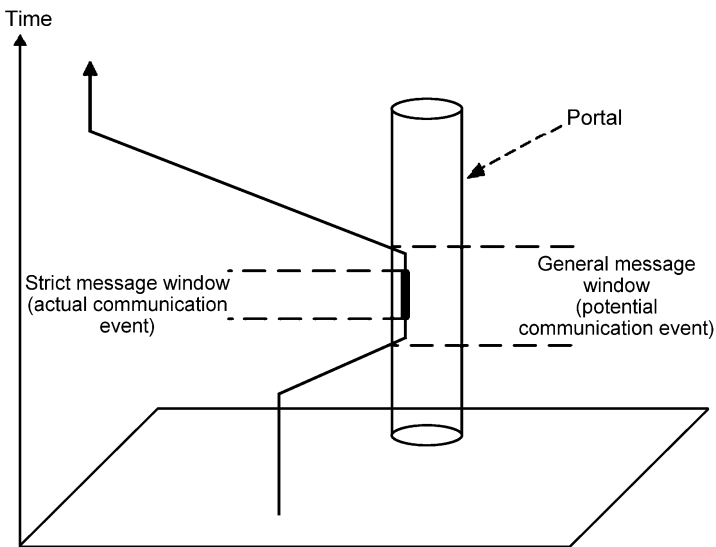 Time
Portal
Strict message window
(actual communication
event)
General message
window
(potential
communication event)